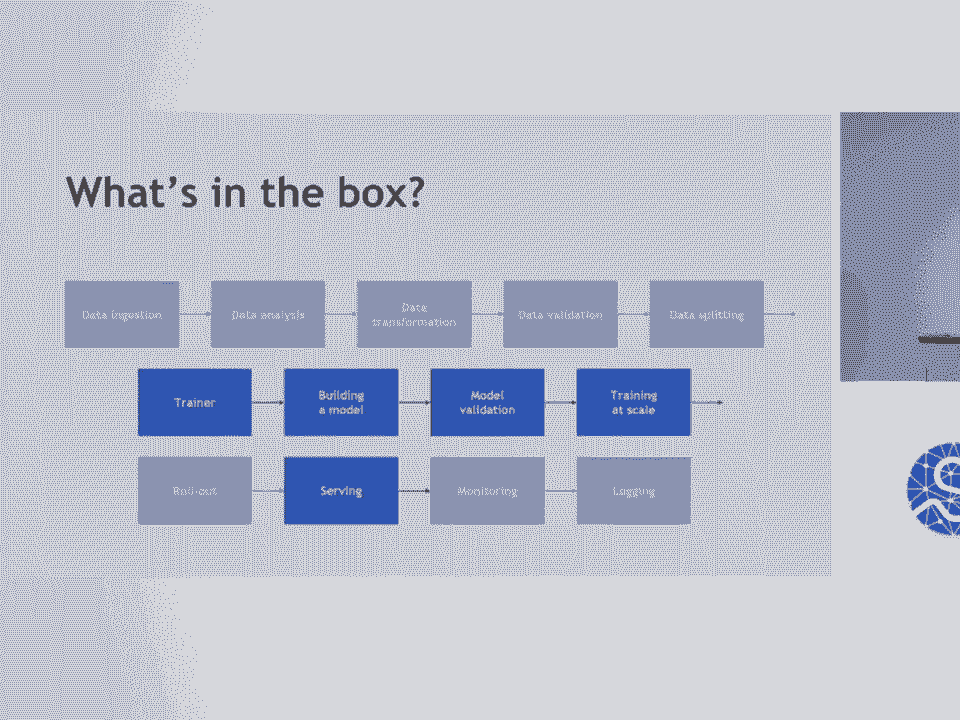 What's in the box?
Data ingestion
Data analysis
Data
transformation
Data validation
Data splitting
Trainer
Building
a model
Model
validation
Training
at scale
Roll-out
Serving
Monitoring
Logging